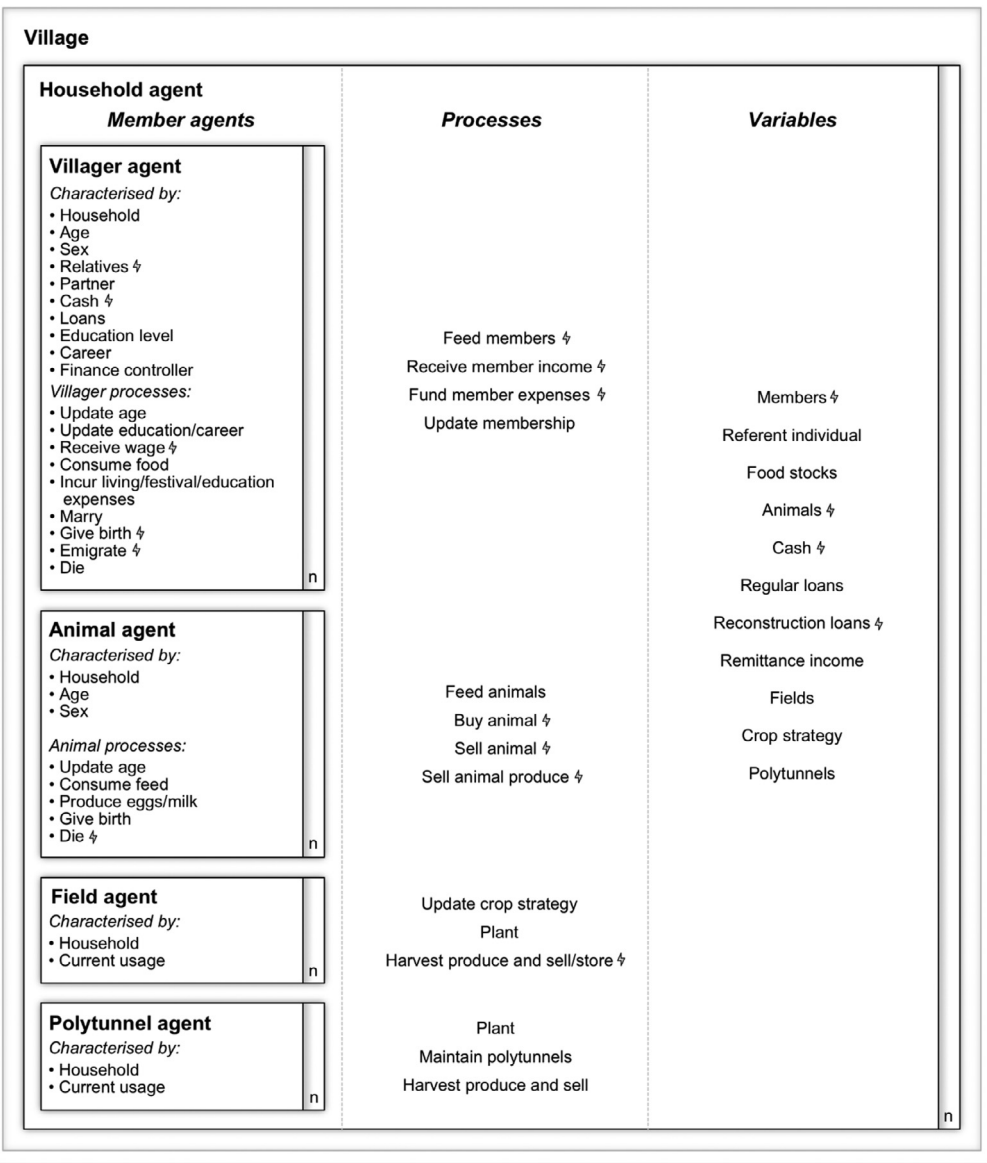 Village
Household agent
Member agents
Processes
Variables
Villager agent
Characterised by:
• Household
• Age
• Sex
• Relatives ⚡
• Partner
• Cash ⚡
• Loans
• Education level
• Career
• Finance controller
Villager processes:
• Update age
• Update education/career
• Receive wage ⚡
• Consume food
• Incur living/festival/education
expenses
• Marry
• Give birth ⚡
• Emigrate ⚡
• Die
n
Animal agent
Characterised by:
• Household
• Age
• Sex
Animal processes:
• Update age
• Consume feed
• Produce eggs/milk
• Give birth
• Die ⚡
n
Field agent
Characterised by:
• Household
• Current usage
n
Polytunnel agent
Characterised by:
• Household
• Current usage
n
Feed members ⚡
Receive member income ⚡
Fund member expenses ⚡
Update membership
Feed animals
Buy animal ⚡
Sell animal ⚡
Sell animal produce ⚡
Update crop strategy
Plant
Harvest produce and sell/store ⚡
Plant
Maintain polytunnels
Harvest produce and sell
Members ⚡
Referent individual
Food stocks
Animals ⚡
Cash ⚡
Regular loans
Reconstruction loans ⚡
Remittance income
Fields
Crop strategy
Polytunnels
n